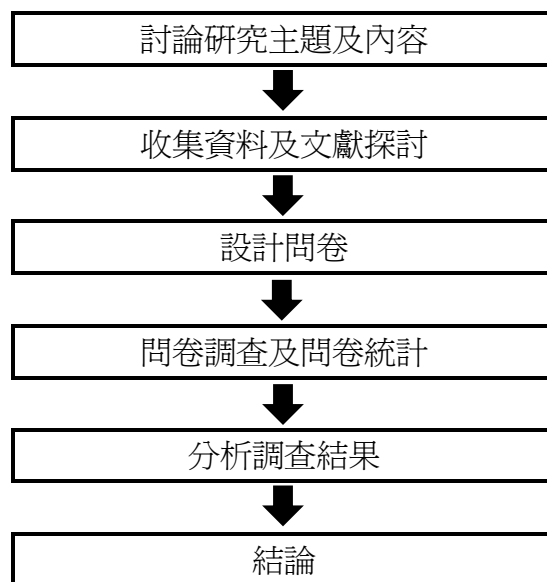 討論研究主題及內容
收集資料及文獻探討
設計問卷
問卷調查及問卷統計
分析調查結果
結論